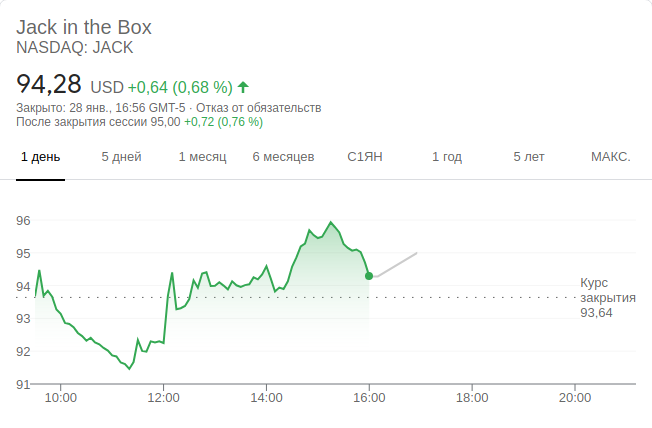 Jack in the Box
NASDAQ: JACK
94,28 USD +0,64 (0,68 %)
Закрыто: 28 янв., 16:56 GMT-5 · Отказ от обязательств
После закрытия сессии 95,00 +0,72 (0,76 %)
1 день 5 дней 1 месяц 6 месяцев С1ЯН 1 год 5 лет МАКС.
96
95
94
93
92
91
Курс
закрытия
93,64
10:00 12:00 14:00 16:00 18:00 20:00